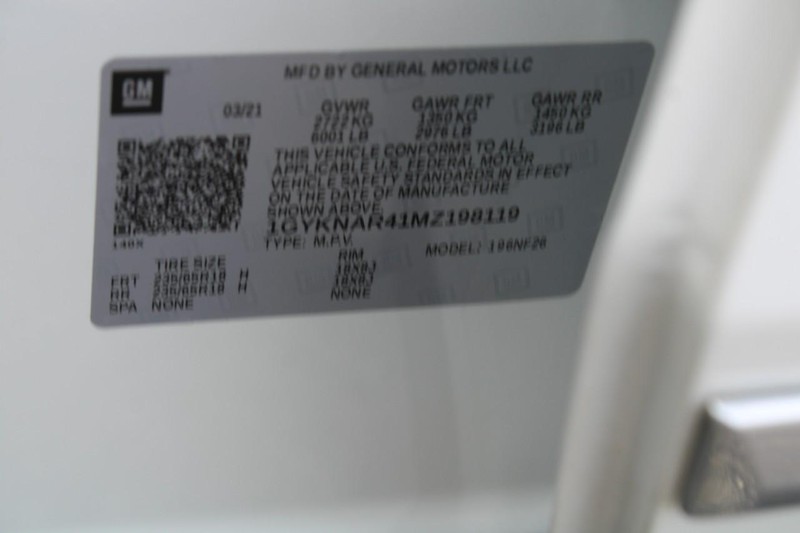 GM
MFD BY GENERAL MOTORS LLC
03/21 GVWR GAWR FRT GAWR RR
2722 KG 1350 KG 1450 KG
6001 LB 2976 LB 3196 LB
THIS VEHICLE CONFORMS TO ALL
APPLICABLE U.S. FEDERAL MOTOR
VEHICLE SAFETY STANDARDS IN EFFECT
ON THE DATE OF MANUFACTURE
SHOWN ABOVE.
1GYKNAR41MZ198119
TYPE: M.P.V. MODEL: 196NF26
TIRE SIZE RIM
FRT 235/65R18 H 18X8J
RR 235/65R18 H 18X8J
SPA NONE NONE